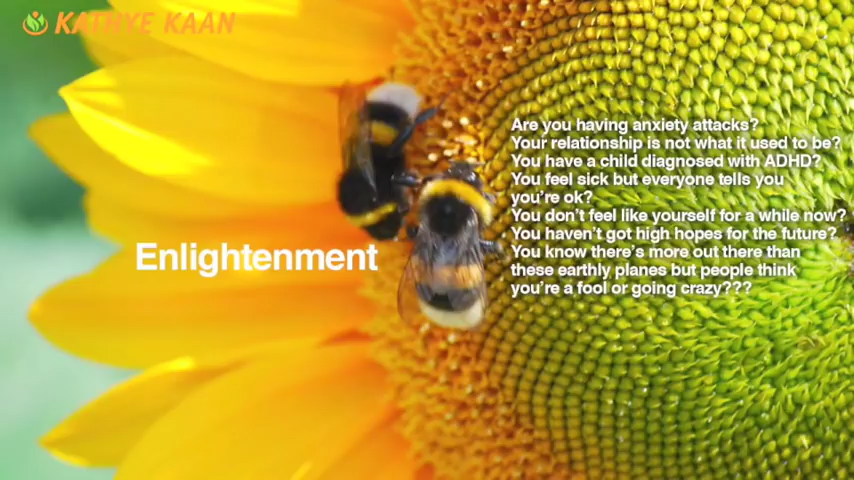 KATHYE KAAN
Enlightenment
Are you having anxiety attacks?
Your relationship is not what it used to be?
You have a child diagnosed with ADHD?
You feel sick but everyone tells you
you're ok?
You don't feel like yourself for a while now?
You haven't got high hopes for the future?
You know there's more out there than
these earthly planes but people think
you're a fool or going crazy???